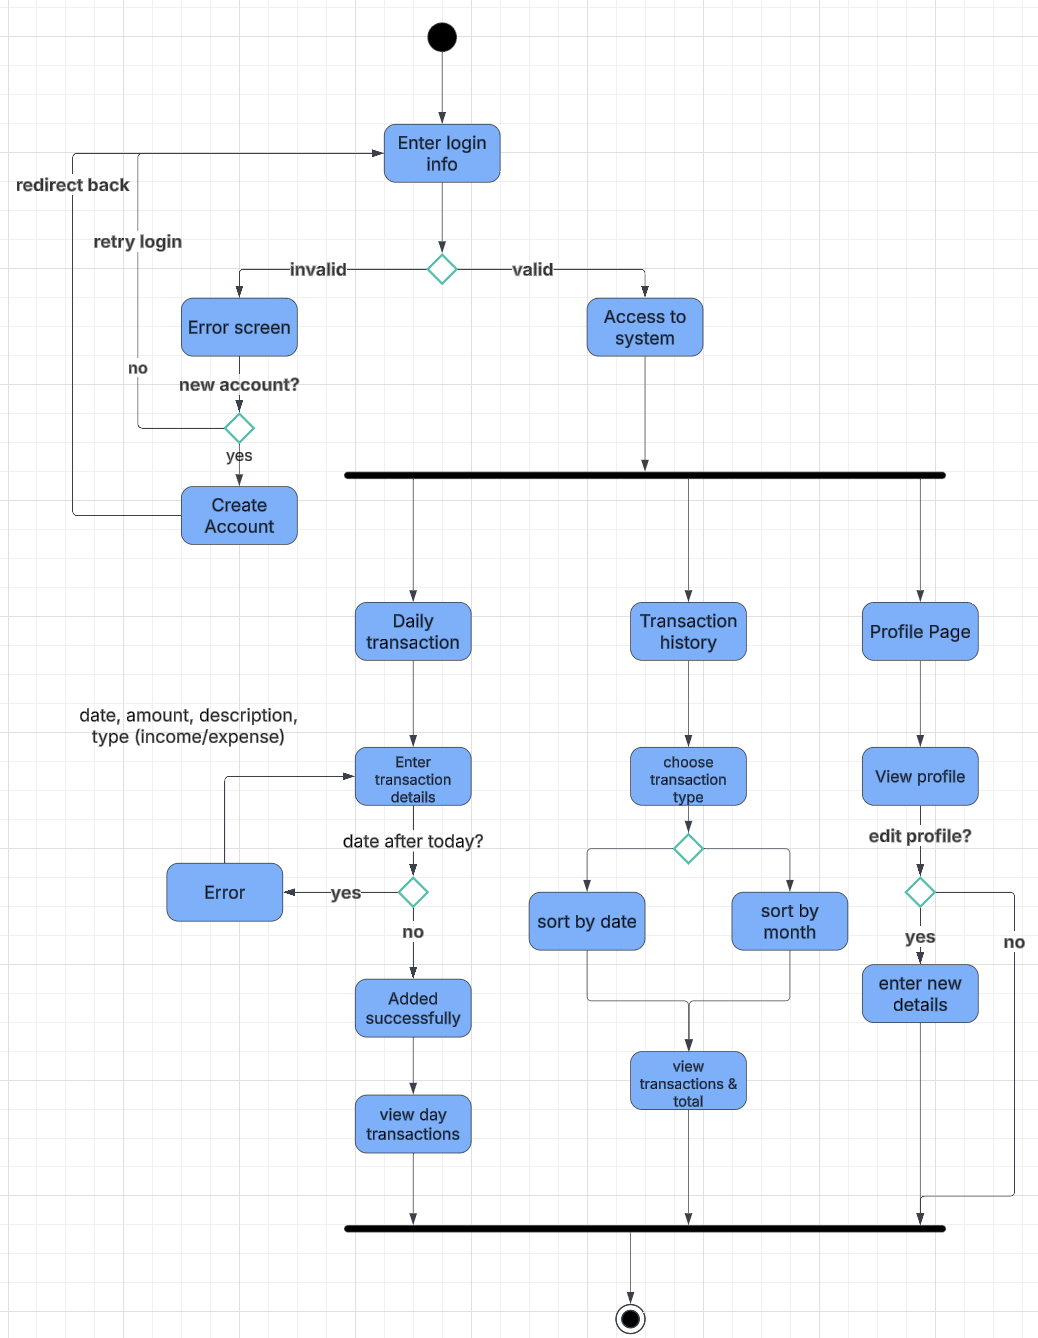 Enter login
info
redirect back
retry login
invalid
valid
Error screen
Access to
system
no
new account?
yes
Create
Account
Daily
transaction
Transaction
history
Profile Page
date, amount, description,
type (income/expense)
Enter
transaction
details
choose
transaction
type
View profile
date after today?
edit profile?
Error
yes
no
sort by date
sort by
month
yes
no
Added
successfully
enter new
details
view
transactions &
total
view day
transactions